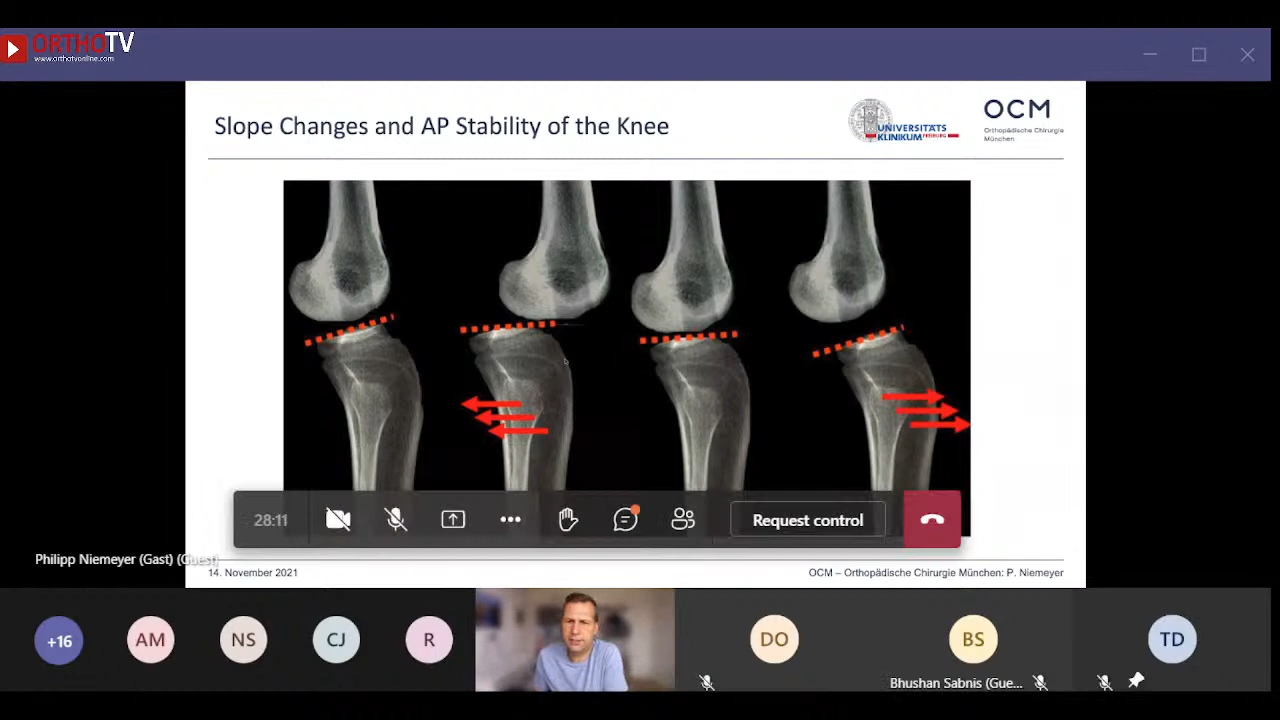 ORTHOTV
www.orthotvonline.com
Slope Changes and AP Stability of the Knee
UNIVERSITÄTS
KLINIKUM FREIBURG
OCM
Orthopädische Chirurgie
München
28:11
Request control
Philipp Niemeyer (Gast) (Guest)
14. November 2021
OCM – Orthopädische Chirurgie München: P. Niemeyer
+16
AM
NS
CJ
R
DO
BS
TD
Bhushan Sabnis (Gue...